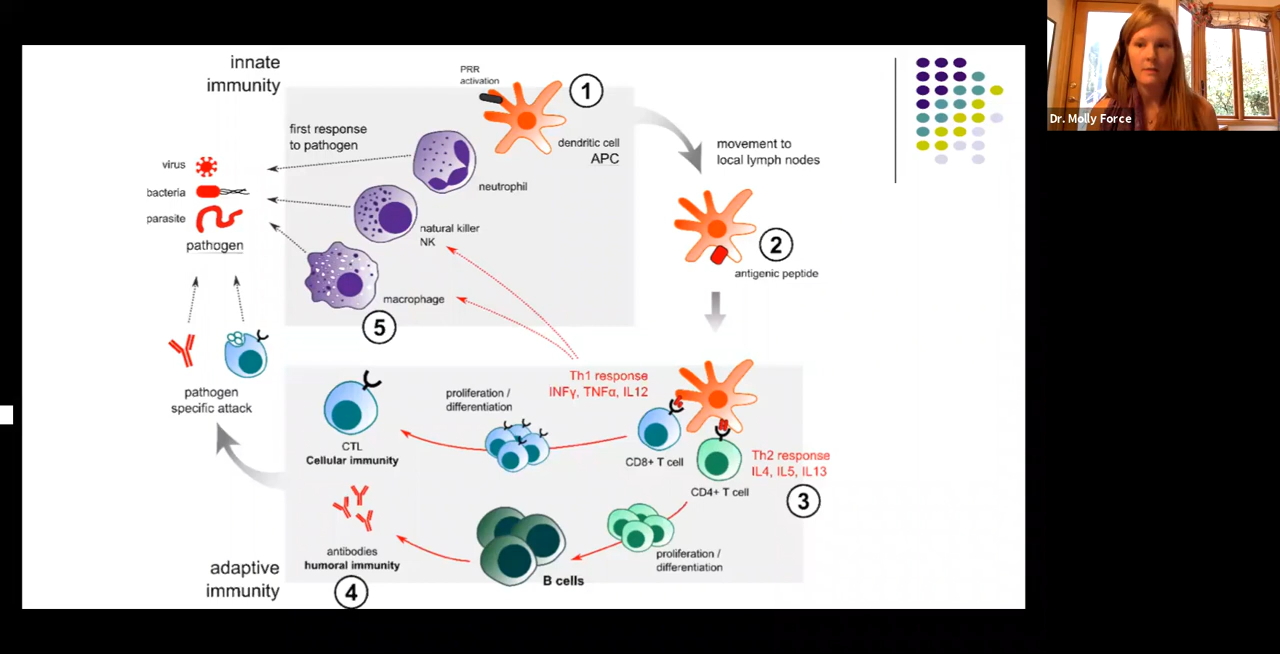 innate
immunity
PRR
activation
1
first response
to pathogen
dendritic cell
APC
movement to
local lymph nodes
virus
neutrophil
bacteria
parasite
natural killer
NK
pathogen
2
antigenic peptide
macrophage
5
pathogen
specific attack
Th1 response
INFγ, TNFα, IL12
proliferation /
differentiation
CTL
Cellular immunity
CD8+ T cell
Th2 response
IL4, IL5, IL13
CD4+ T cell
3
antibodies
humoral immunity
proliferation /
differentiation
B cells
adaptive
immunity
4
Dr. Molly Force